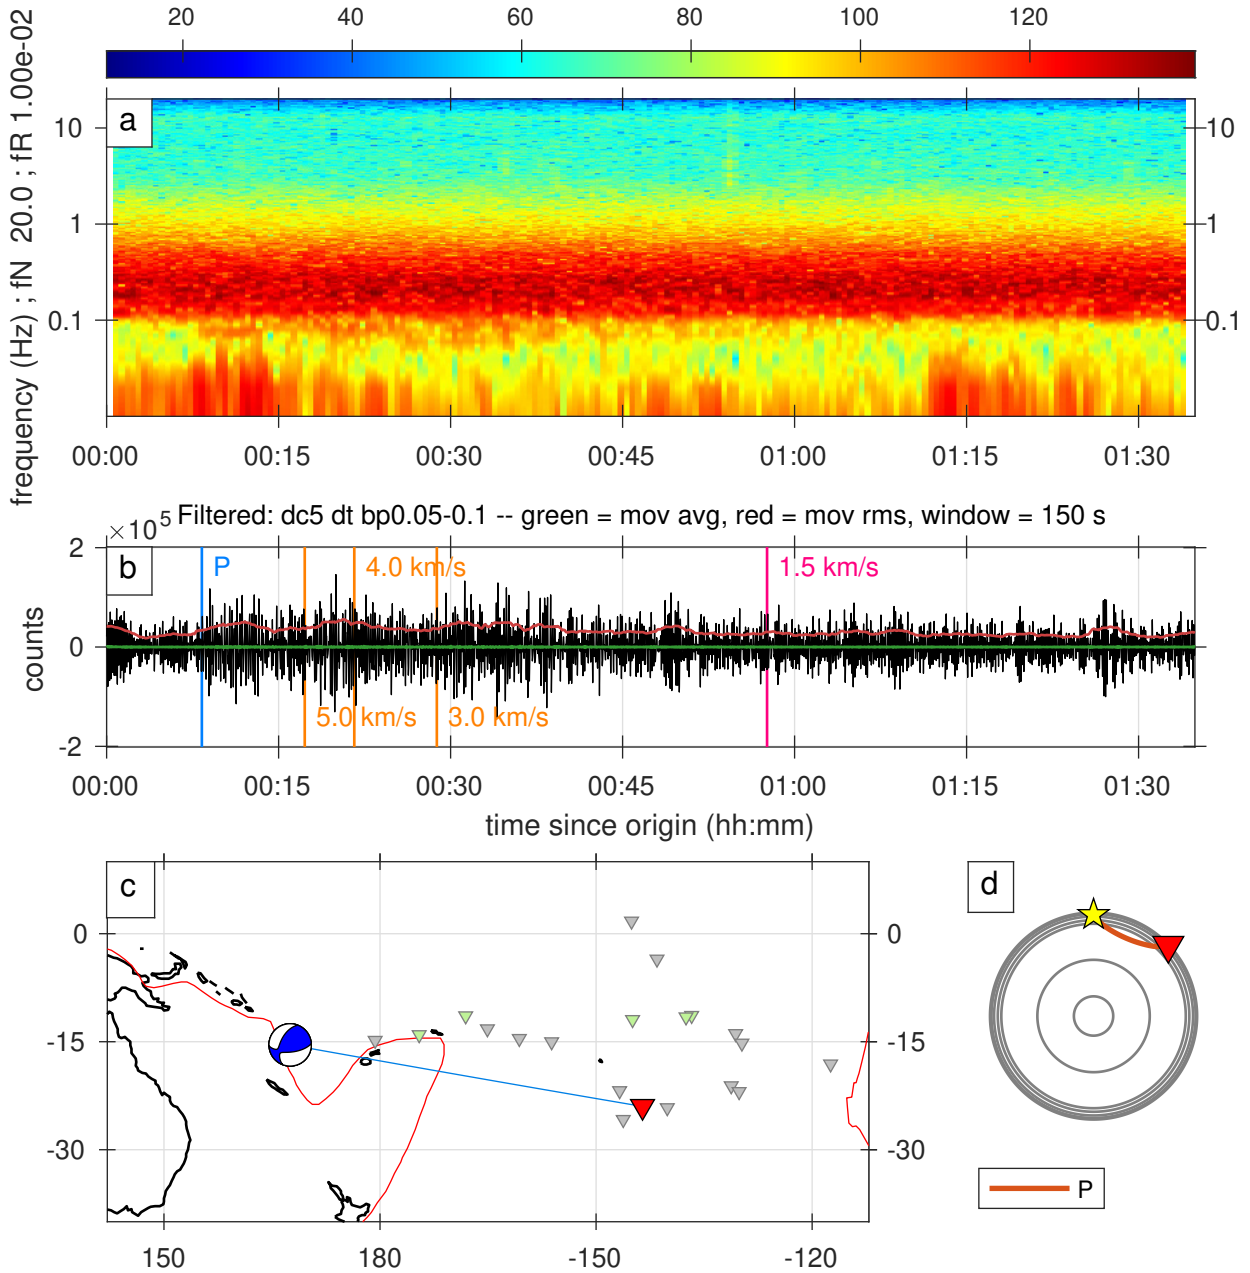 20 40 60 80 100 120
frequency (Hz) ; fN 20.0 ; fR 1.00e-02
a
10 10
1 1
0.1 0.1
00:00 00:15 00:30 00:45 01:00 01:15 01:30
×10^5 Filtered: dc5 dt bp0.05-0.1 -- green = mov avg, red = mov rms, window = 150 s
b
counts
2
0
-2
P 4.0 km/s 1.5 km/s
5.0 km/s 3.0 km/s
00:00 00:15 00:30 00:45 01:00 01:15 01:30
time since origin (hh:mm)
c
0 0
-15 -15
-30 -30
150 180 -150 -120
d
P